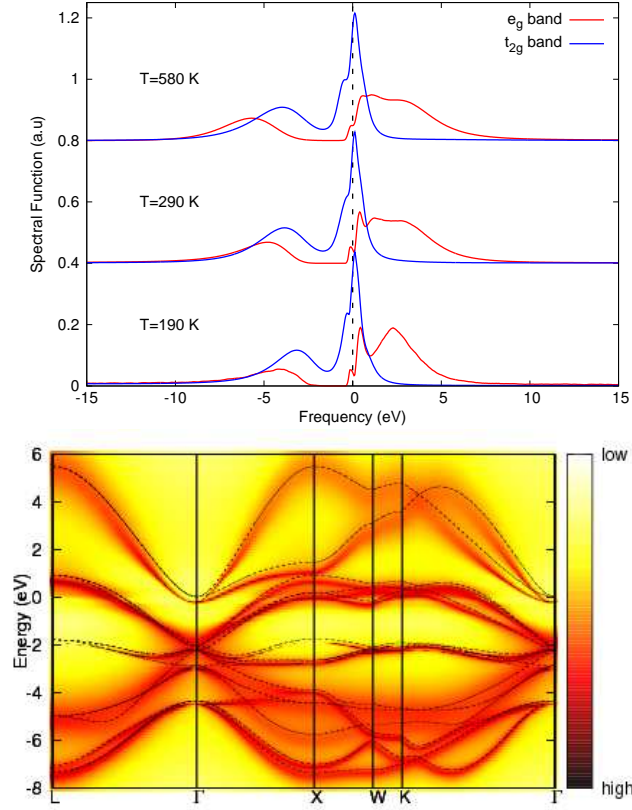 1.2
1
0.8
0.6
0.4
0.2
0
Spectral Function (a.u)
e_g band
t_2g band
T=580 K
T=290 K
T=190 K
-15 -10 -5 0 5 10 15
Frequency (eV)
6
4
2
0
-2
-4
-6
-8
Energy (eV)
L Γ X W K Γ
low
high